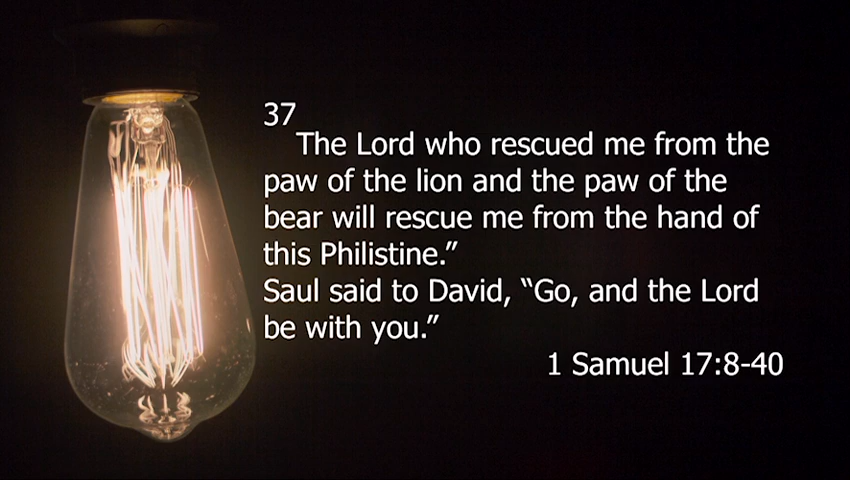 37
The Lord who rescued me from the
paw of the lion and the paw of the
bear will rescue me from the hand of
this Philistine.”
Saul said to David, “Go, and the Lord
be with you.”
1 Samuel 17:8-40